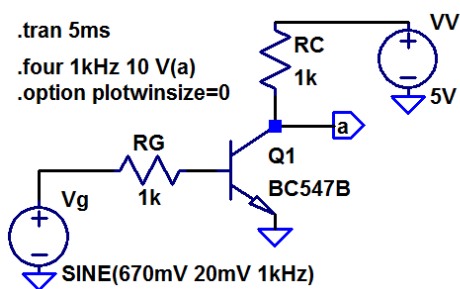 .tran 5ms
.four 1kHz 10 V(a)
.option plotwinsize=0
RC
1k
VV
5V
a
RG
1k
Q1
BC547B
Vg
SINE(670mV 20mV 1kHz)